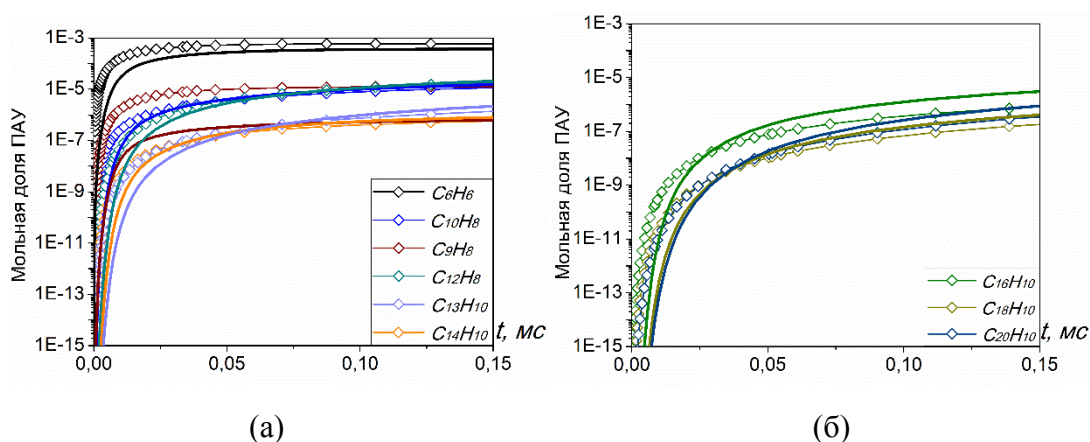 1E-3
1E-5
1E-7
1E-9
1E-11
1E-13
1E-15
Мольная доля ПАУ
0,00
0,05
0,10
0,15
t, мс
C6H6
C10H8
C9H8
C12H8
C13H10
C14H10
(а)
1E-3
1E-5
1E-7
1E-9
1E-11
1E-13
1E-15
Мольная доля ПАУ
0,00
0,05
0,10
0,15
t, мс
C16H10
C18H10
C20H10
(б)